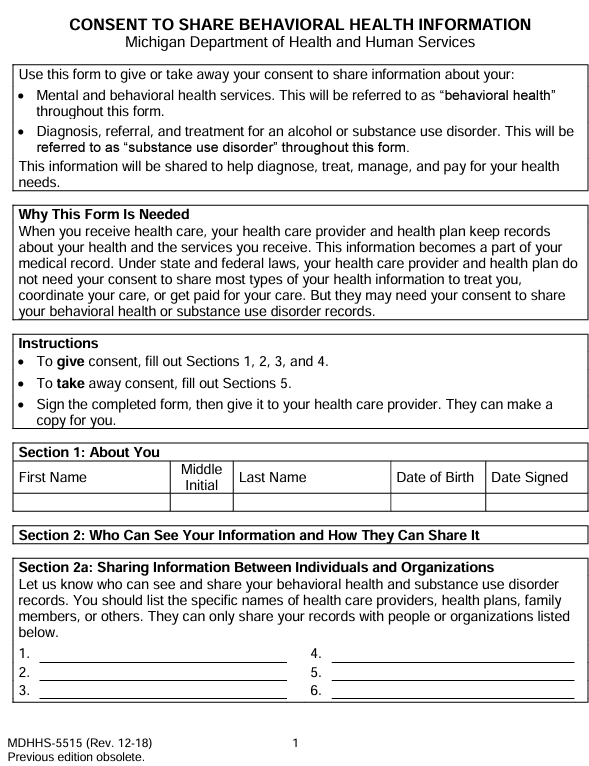 CONSENT TO SHARE BEHAVIORAL HEALTH INFORMATION
Michigan Department of Health and Human Services
Use this form to give or take away your consent to share information about your:
• Mental and behavioral health services. This will be referred to as “behavioral health”
throughout this form.
• Diagnosis, referral, and treatment for an alcohol or substance use disorder. This will be
referred to as “substance use disorder” throughout this form.
This information will be shared to help diagnose, treat, manage, and pay for your health
needs.
Why This Form Is Needed
When you receive health care, your health care provider and health plan keep records
about your health and the services you receive. This information becomes a part of your
medical record. Under state and federal laws, your health care provider and health plan do
not need your consent to share most types of your health information to treat you,
coordinate your care, or get paid for your care. But they may need your consent to share
your behavioral health or substance use disorder records.
Instructions
• To give consent, fill out Sections 1, 2, 3, and 4.
• To take away consent, fill out Sections 5.
• Sign the completed form, then give it to your health care provider. They can make a
copy for you.
Section 1: About You
First Name Middle Initial Last Name Date of Birth Date Signed
Section 2: Who Can See Your Information and How They Can Share It
Section 2a: Sharing Information Between Individuals and Organizations
Let us know who can see and share your behavioral health and substance use disorder
records. You should list the specific names of health care providers, health plans, family
members, or others. They can only share your records with people or organizations listed
below.
1. 4.
2. 5.
3. 6.
MDHHS-5515 (Rev. 12-18) 1
Previous edition obsolete.